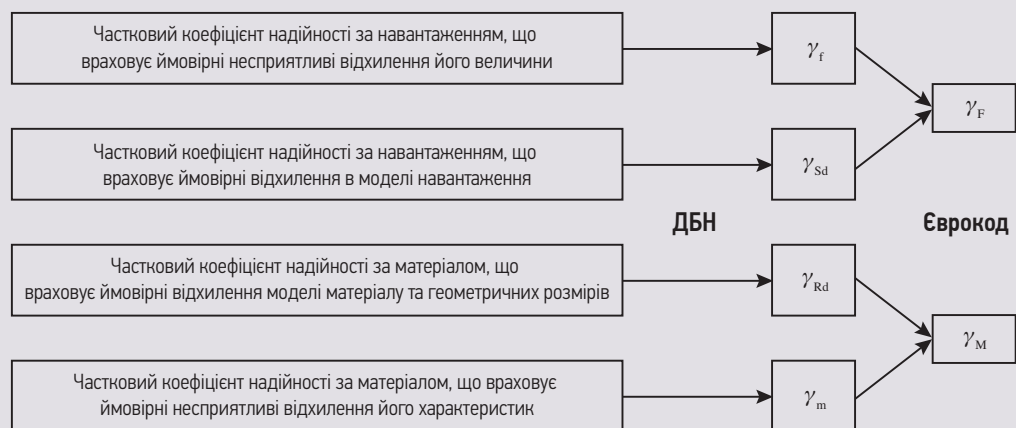 Частковий коефіцієнт надійності за навантаженням, що
враховує ймовірні несприятливі відхилення його величини
γf
γF
Частковий коефіцієнт надійності за навантаженням, що
враховує ймовірні відхилення в моделі навантаження
γSd
ДБН
Єврокод
Частковий коефіцієнт надійності за матеріалом, що
враховує ймовірні відхилення моделі матеріалу та геометричних розмірів
γRd
γM
Частковий коефіцієнт надійності за матеріалом, що враховує
ймовірні несприятливі відхилення його характеристик
γm